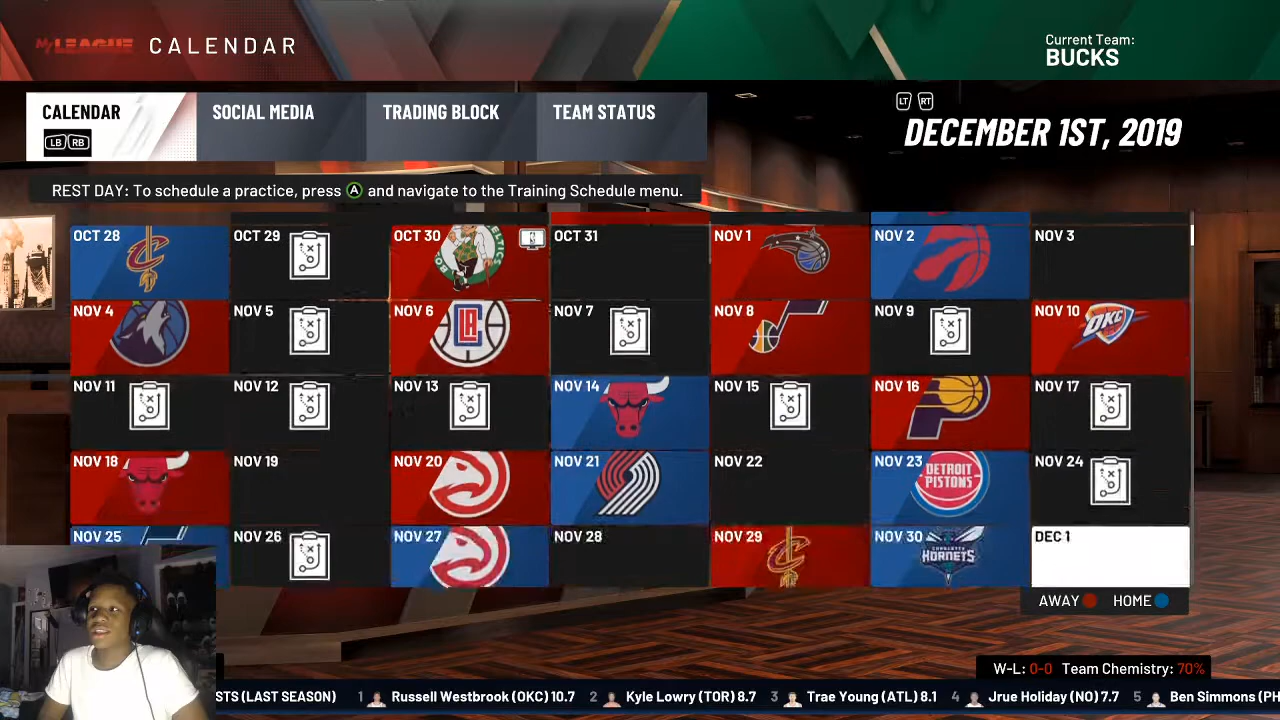 MyLEAGUE CALENDAR
Current Team:
BUCKS
CALENDAR
LB RB
SOCIAL MEDIA
TRADING BLOCK
TEAM STATUS
LT RT
DECEMBER 1ST, 2019
REST DAY: To schedule a practice, press A and navigate to the Training Schedule menu.
OCT 28
OCT 29
OCT 30
OCT 31
NOV 1
NOV 2
NOV 3
NOV 4
NOV 5
NOV 6
NOV 7
NOV 8
NOV 9
NOV 10 OKC
NOV 11
NOV 12
NOV 13
NOV 14
NOV 15
NOV 16
NOV 17
NOV 18
NOV 19
NOV 20
NOV 21
NOV 22
NOV 23 DETROIT PISTONS
NOV 24
NOV 25
NOV 26
NOV 27
NOV 28
NOV 29
NOV 30 CHARLOTTE HORNETS
DEC 1
AWAY HOME
W-L: 0-0 Team Chemistry: 70%
STS (LAST SEASON) 1 Russell Westbrook (OKC) 10.7 2 Kyle Lowry (TOR) 8.7 3 Trae Young (ATL) 8.1 4 Jrue Holiday (NO) 7.7 5 Ben Simmons (PH